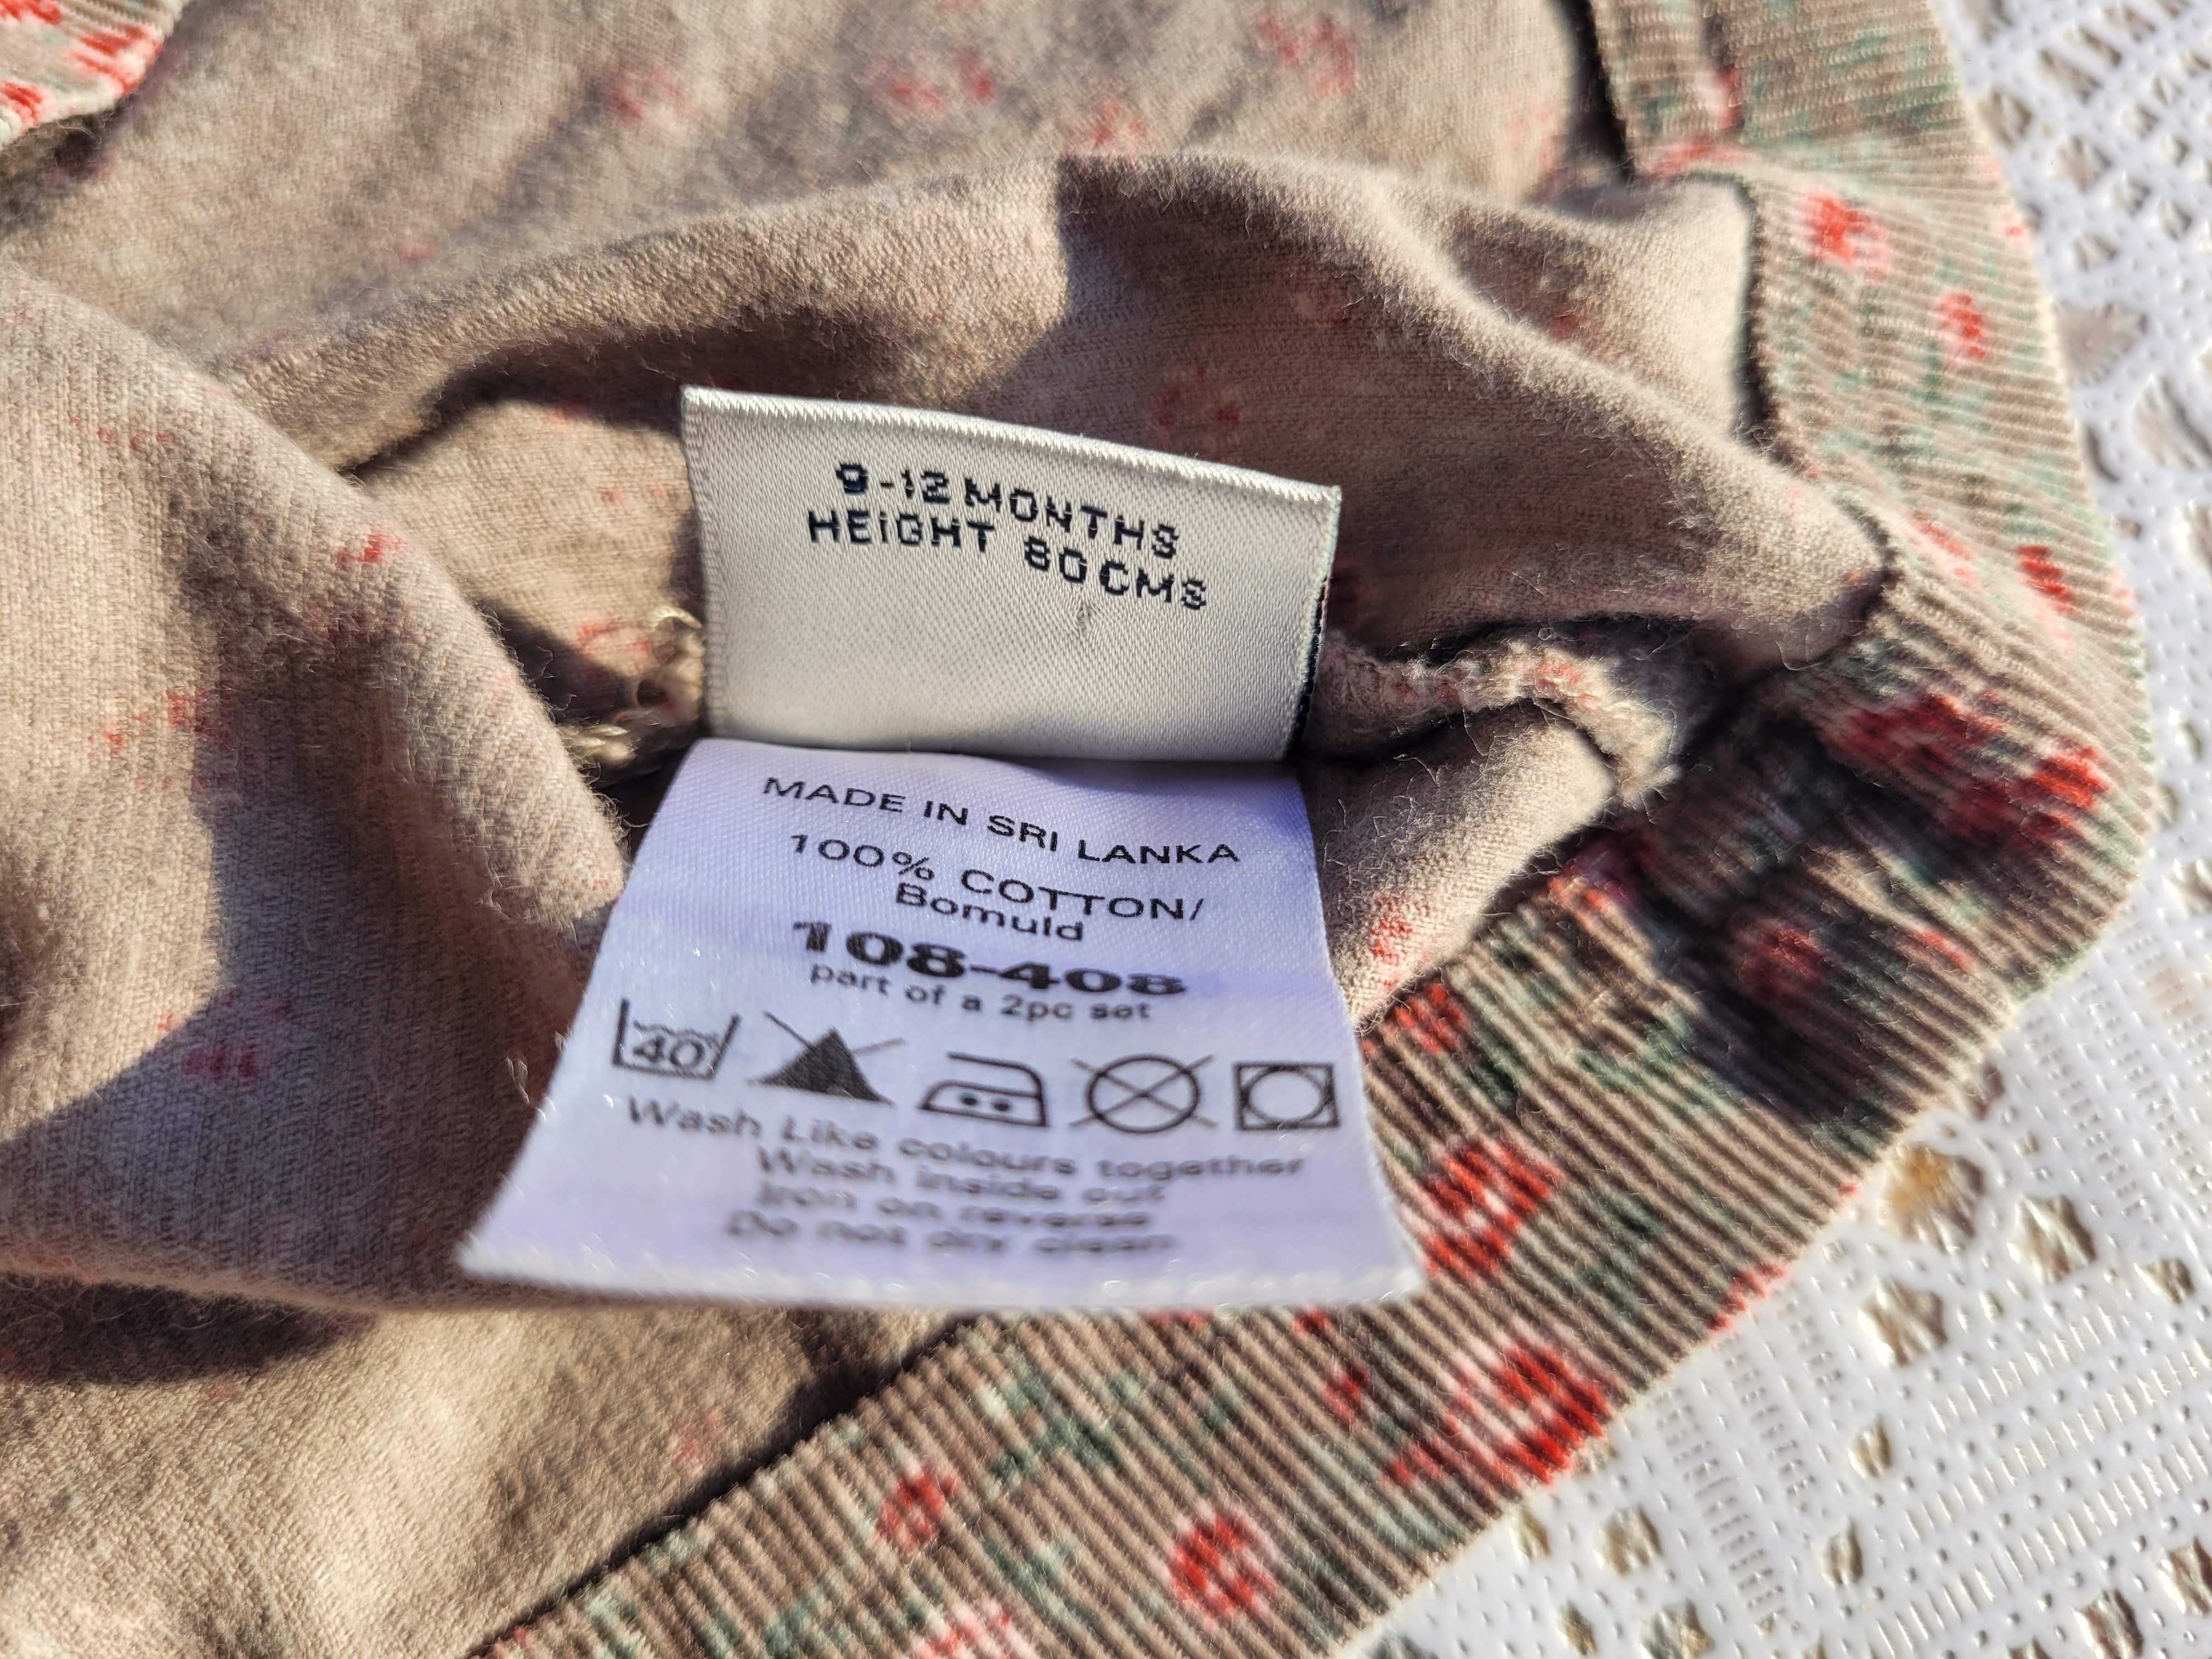 9-12 MONTHS
HEIGHT 80 CMS
MADE IN SRI LANKA
100% COTTON/
Bomuld
108-408
part of a 2pc set
40
Wash Like colours together
Wash inside out
Iron on reverse
Do not dry clean